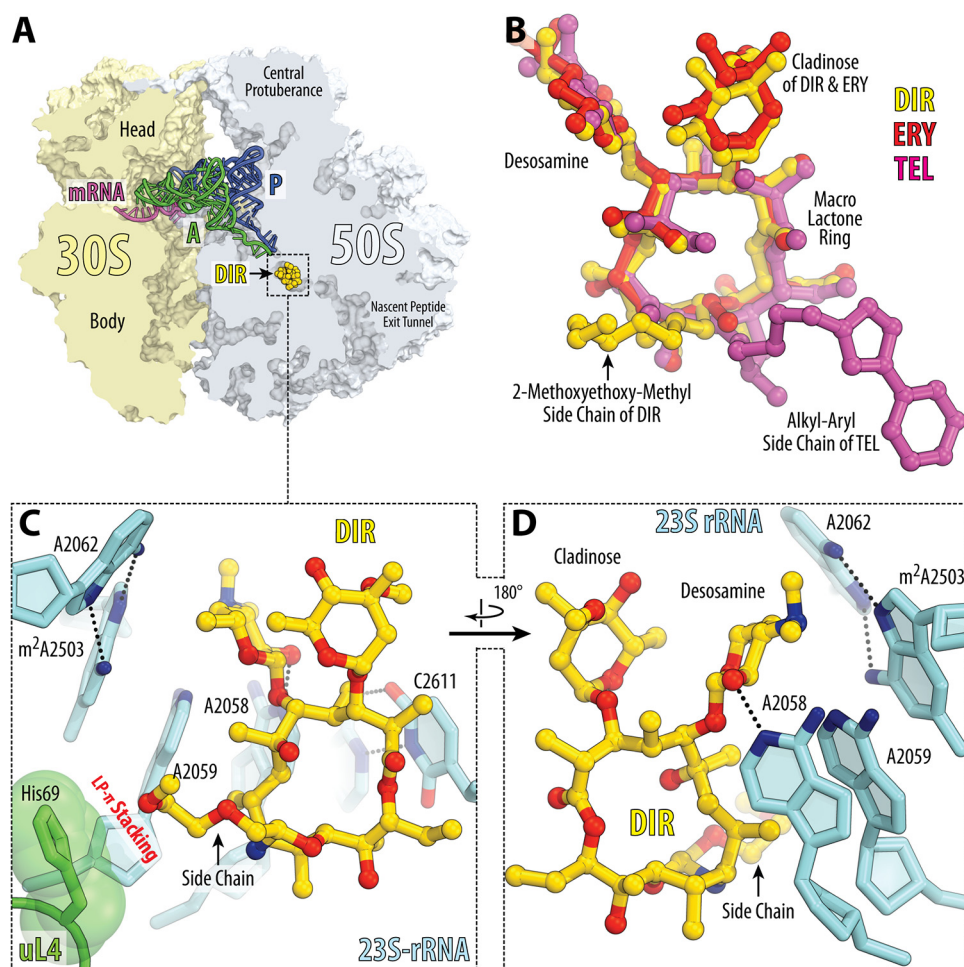 A
Central
Protuberance
Head
mRNA
P
A
30S
50S
DIR
Body
Nascent Peptide
Exit Tunnel
B
Cladinose
of DIR & ERY
DIR
ERY
TEL
Desosamine
Macro
Lactone
Ring
2-Methoxyethoxy-Methyl
Side Chain of DIR
Alkyl-Aryl
Side Chain of TEL
C
A2062
DIR
m²A2503
A2058
C2611
A2059
His69
LP-π Stacking
Side Chain
uL4
23S-rRNA
180°
D
23S rRNA
A2062
Cladinose
Desosamine
m²A2503
A2058
A2059
DIR
Side Chain